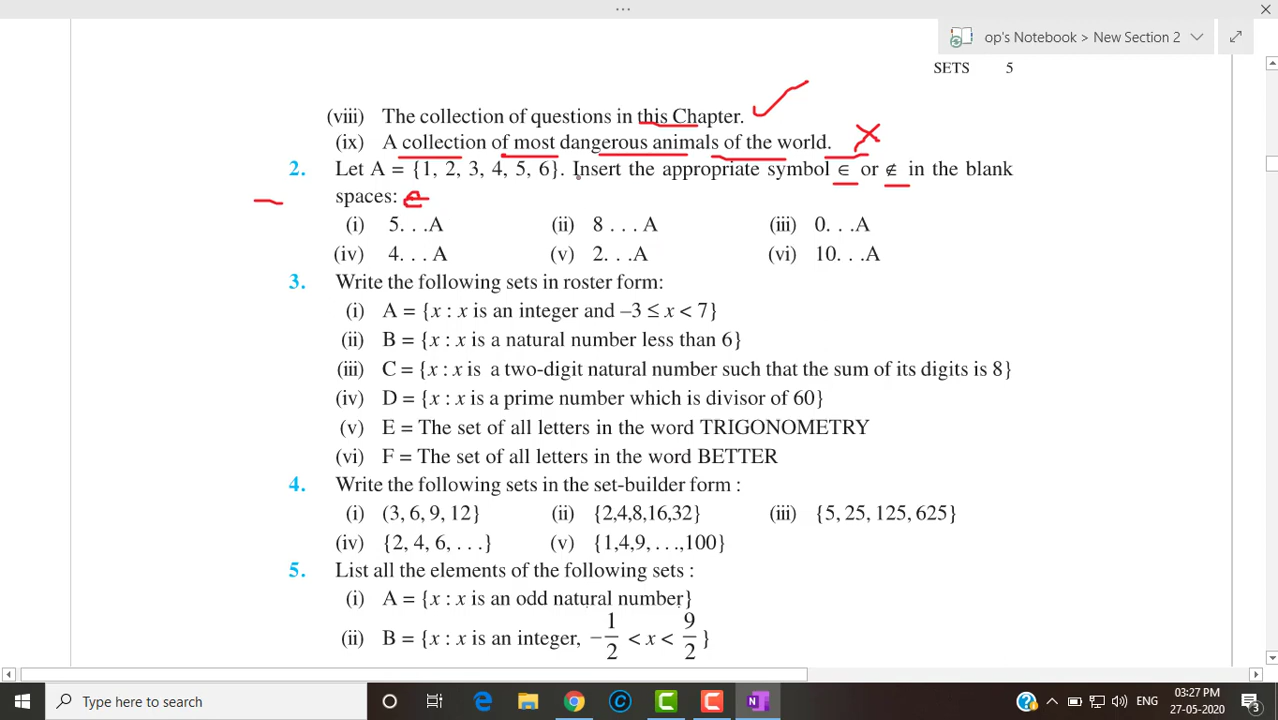 op's Notebook > New Section 2
SETS 5
(viii) The collection of questions in this Chapter.
(ix) A collection of most dangerous animals of the world.
2. Let A = {1, 2, 3, 4, 5, 6}. Insert the appropriate symbol ∈ or ∉ in the blank
spaces:
(i) 5. . .A (ii) 8 . . . A (iii) 0. . .A
(iv) 4. . . A (v) 2. . .A (vi) 10. . .A
3. Write the following sets in roster form:
(i) A = {x : x is an integer and –3 ≤ x < 7}
(ii) B = {x : x is a natural number less than 6}
(iii) C = {x : x is a two-digit natural number such that the sum of its digits is 8}
(iv) D = {x : x is a prime number which is divisor of 60}
(v) E = The set of all letters in the word TRIGONOMETRY
(vi) F = The set of all letters in the word BETTER
4. Write the following sets in the set-builder form :
(i) (3, 6, 9, 12} (ii) {2,4,8,16,32} (iii) {5, 25, 125, 625}
(iv) {2, 4, 6, . . .} (v) {1,4,9, . . .,100}
5. List all the elements of the following sets :
(i) A = {x : x is an odd natural number}
(ii) B = {x : x is an integer, −1/2 < x < 9/2 }
Type here to search
ENG
03:27 PM
27-05-2020
3